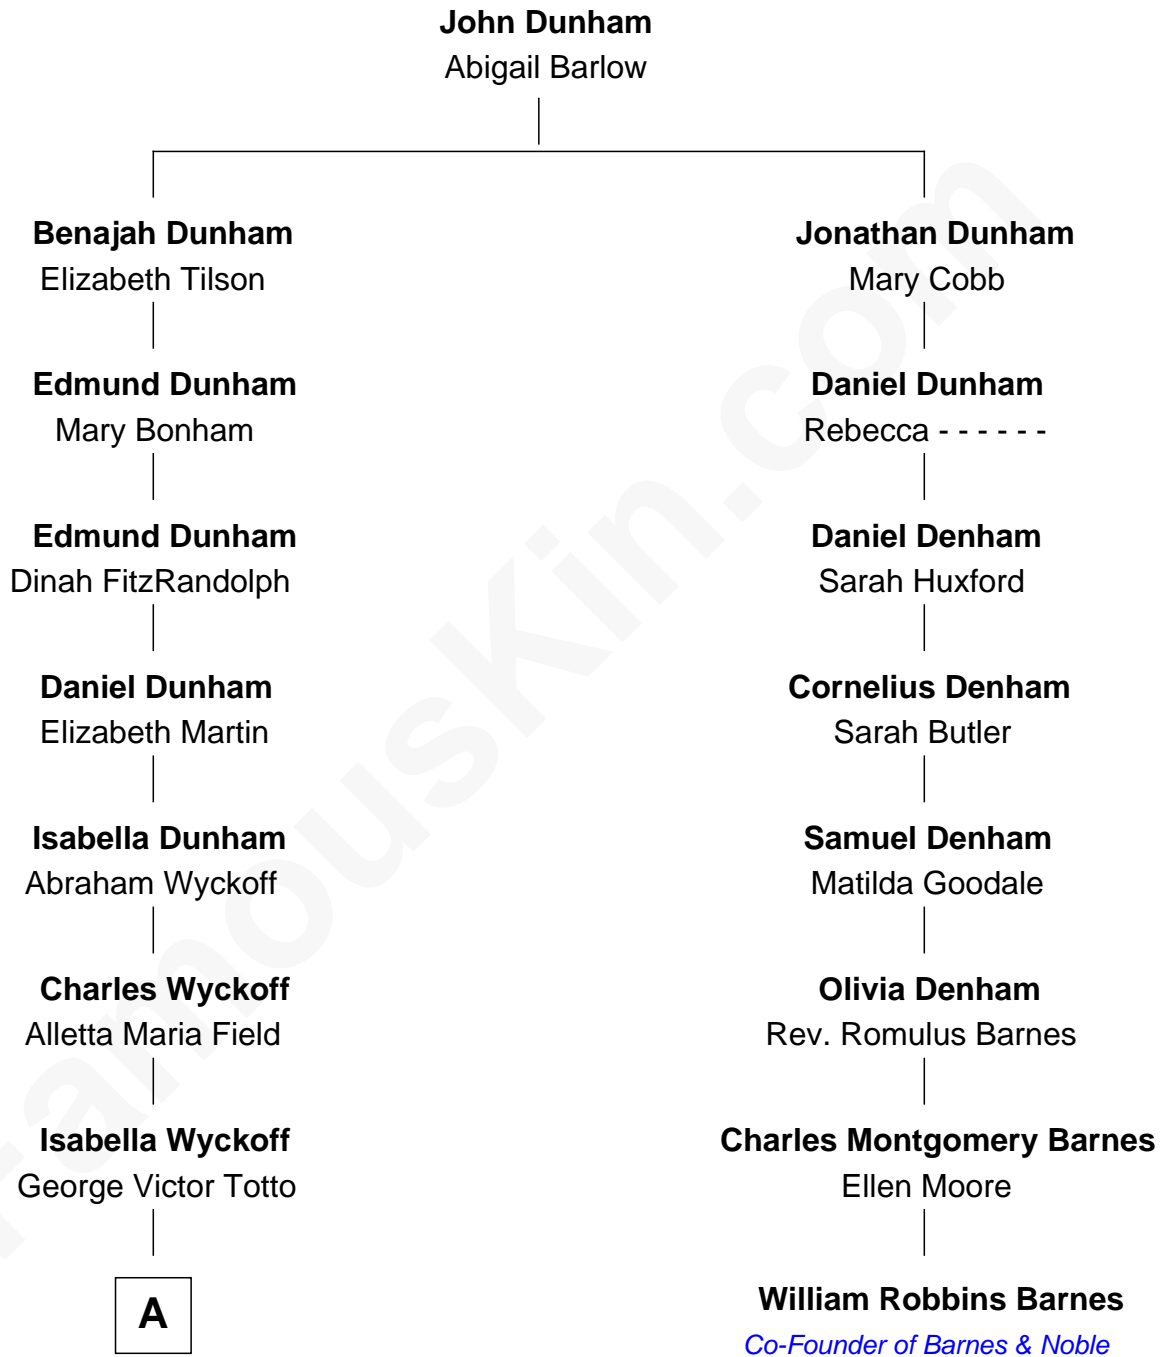 John Dunham
Abigail Barlow
Benajah Dunham
Elizabeth Tilson
Edmund Dunham
Mary Bonham
Edmund Dunham
Dinah FitzRandolph
Daniel Dunham
Elizabeth Martin
Isabella Dunham
Abraham Wyckoff
Charles Wyckoff
Alletta Maria Field
Isabella Wyckoff
George Victor Totto
A
Jonathan Dunham
Mary Cobb
Daniel Dunham
Rebecca - - - - - -
Daniel Denham
Sarah Huxford
Cornelius Denham
Sarah Butler
Samuel Denham
Matilda Goodale
Olivia Denham
Rev. Romulus Barnes
Charles Montgomery Barnes
Ellen Moore
William Robbins Barnes
Co-Founder of Barnes & Noble
FamousKin.com